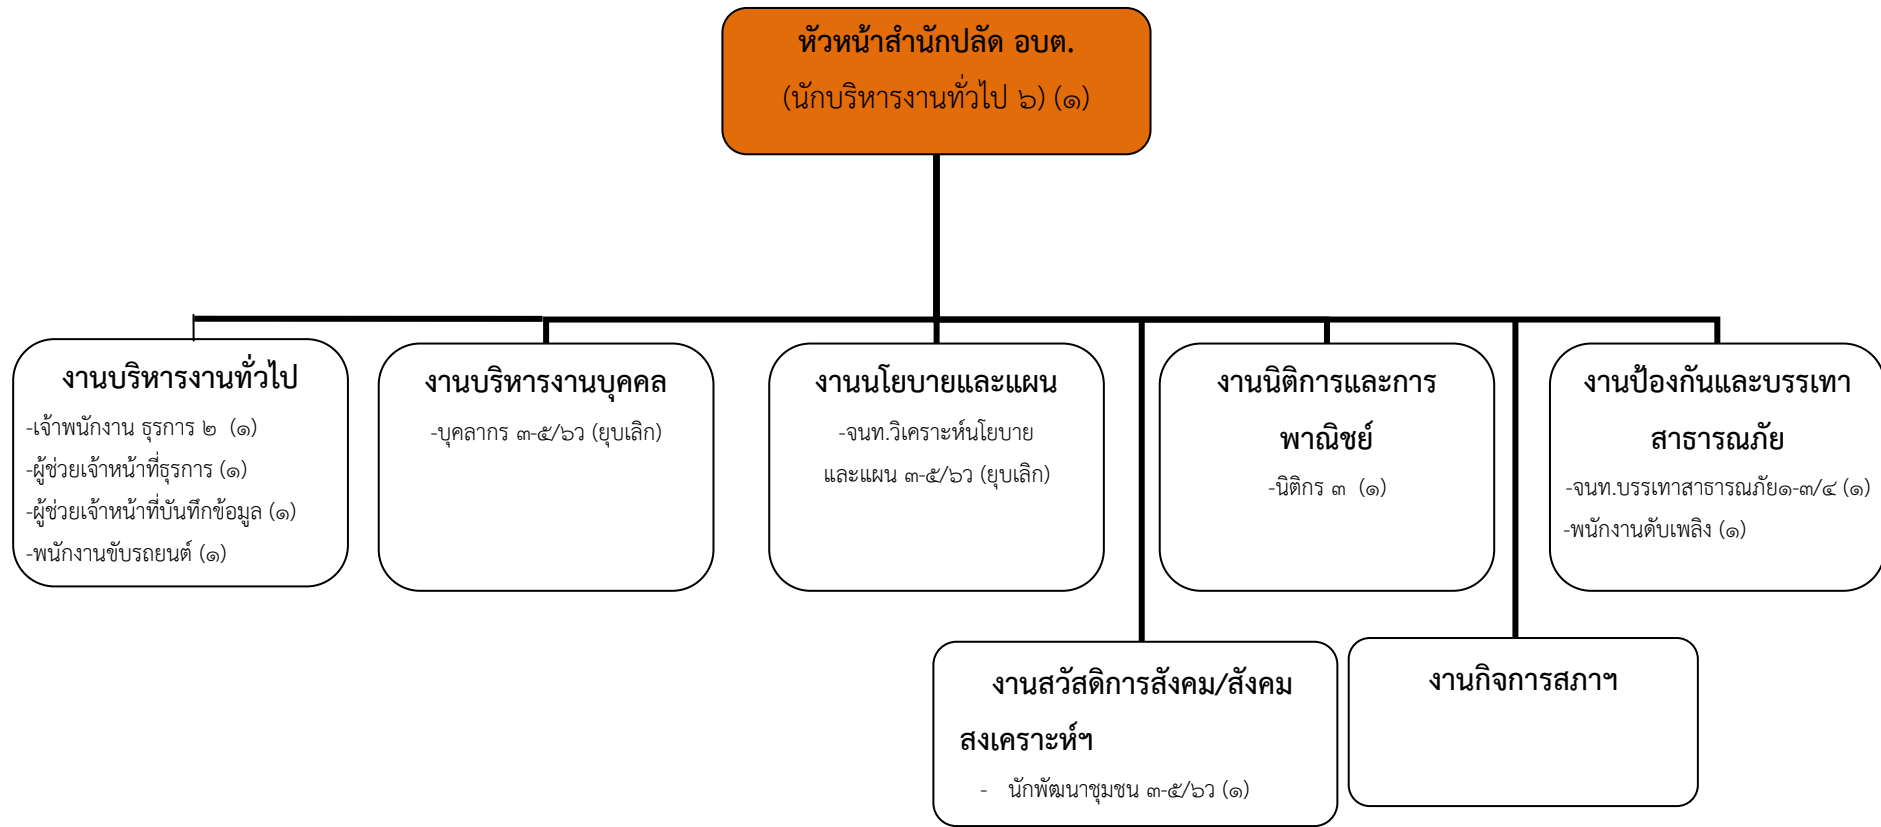 หัวหน้าสำนักปลัด อบต.
(นักบริหารงานทั่วไป ๖) (๑)
งานบริหารงานทั่วไป
-เจ้าพนักงาน ธุรการ ๒ (๑)
-ผู้ช่วยเจ้าหน้าที่ธุรการ (๑)
-ผู้ช่วยเจ้าหน้าที่บันทึกข้อมูล (๑)
-พนักงานขับรถยนต์ (๑)
งานบริหารงานบุคคล
-บุคลากร ๓-๕/๖ว (ยุบเลิก)
งานนโยบายและแผน
-จนท.วิเคราะห์นโยบาย
และแผน ๓-๕/๖ว (ยุบเลิก)
งานนิติการและการ
พาณิชย์
-นิติกร ๓ (๑)
งานป้องกันและบรรเทา
สาธารณภัย
-จนท.บรรเทาสาธารณภัย๑-๓/๔ (๑)
-พนักงานดับเพลิง (๑)
งานสวัสดิการสังคม/สังคม
สงเคราะห์ฯ
- นักพัฒนาชุมชน ๓-๕/๖ว (๑)
งานกิจการสภาฯ